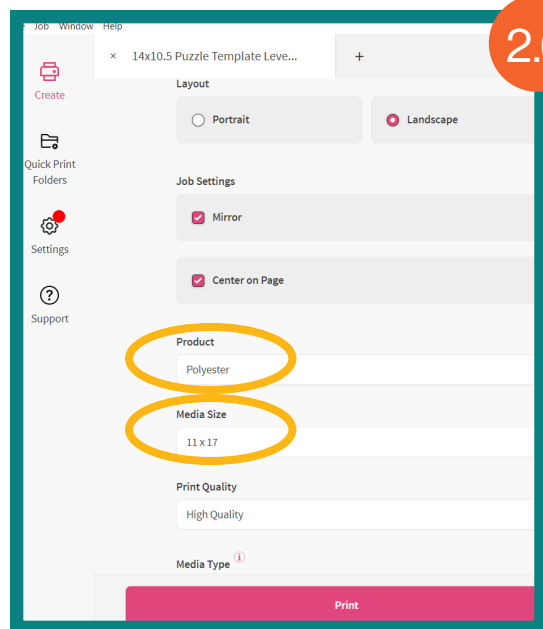 Job Window Help
2.
× 14x10.5 Puzzle Template Leve... +
Create
Layout
Portrait Landscape
Quick Print
Folders
Job Settings
Mirror
Settings
Center on Page
Support
Product
Polyester
Media Size
11 x 17
Print Quality
High Quality
Media Type i
Print